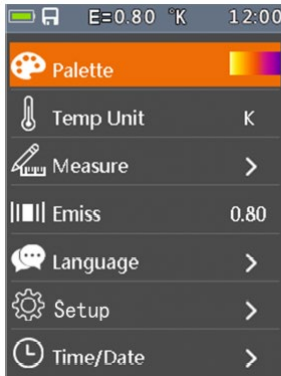 E=0.80 °K 12:00
Palette
Temp Unit K
Measure
Emiss 0.80
Language
Setup
Time/Date